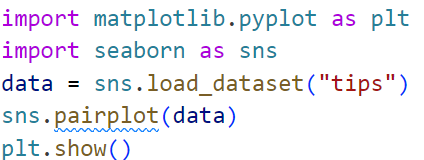 import matplotlib.pyplot as plt
import seaborn as sns
data = sns.load_dataset("tips")
sns.pairplot(data)
plt.show()